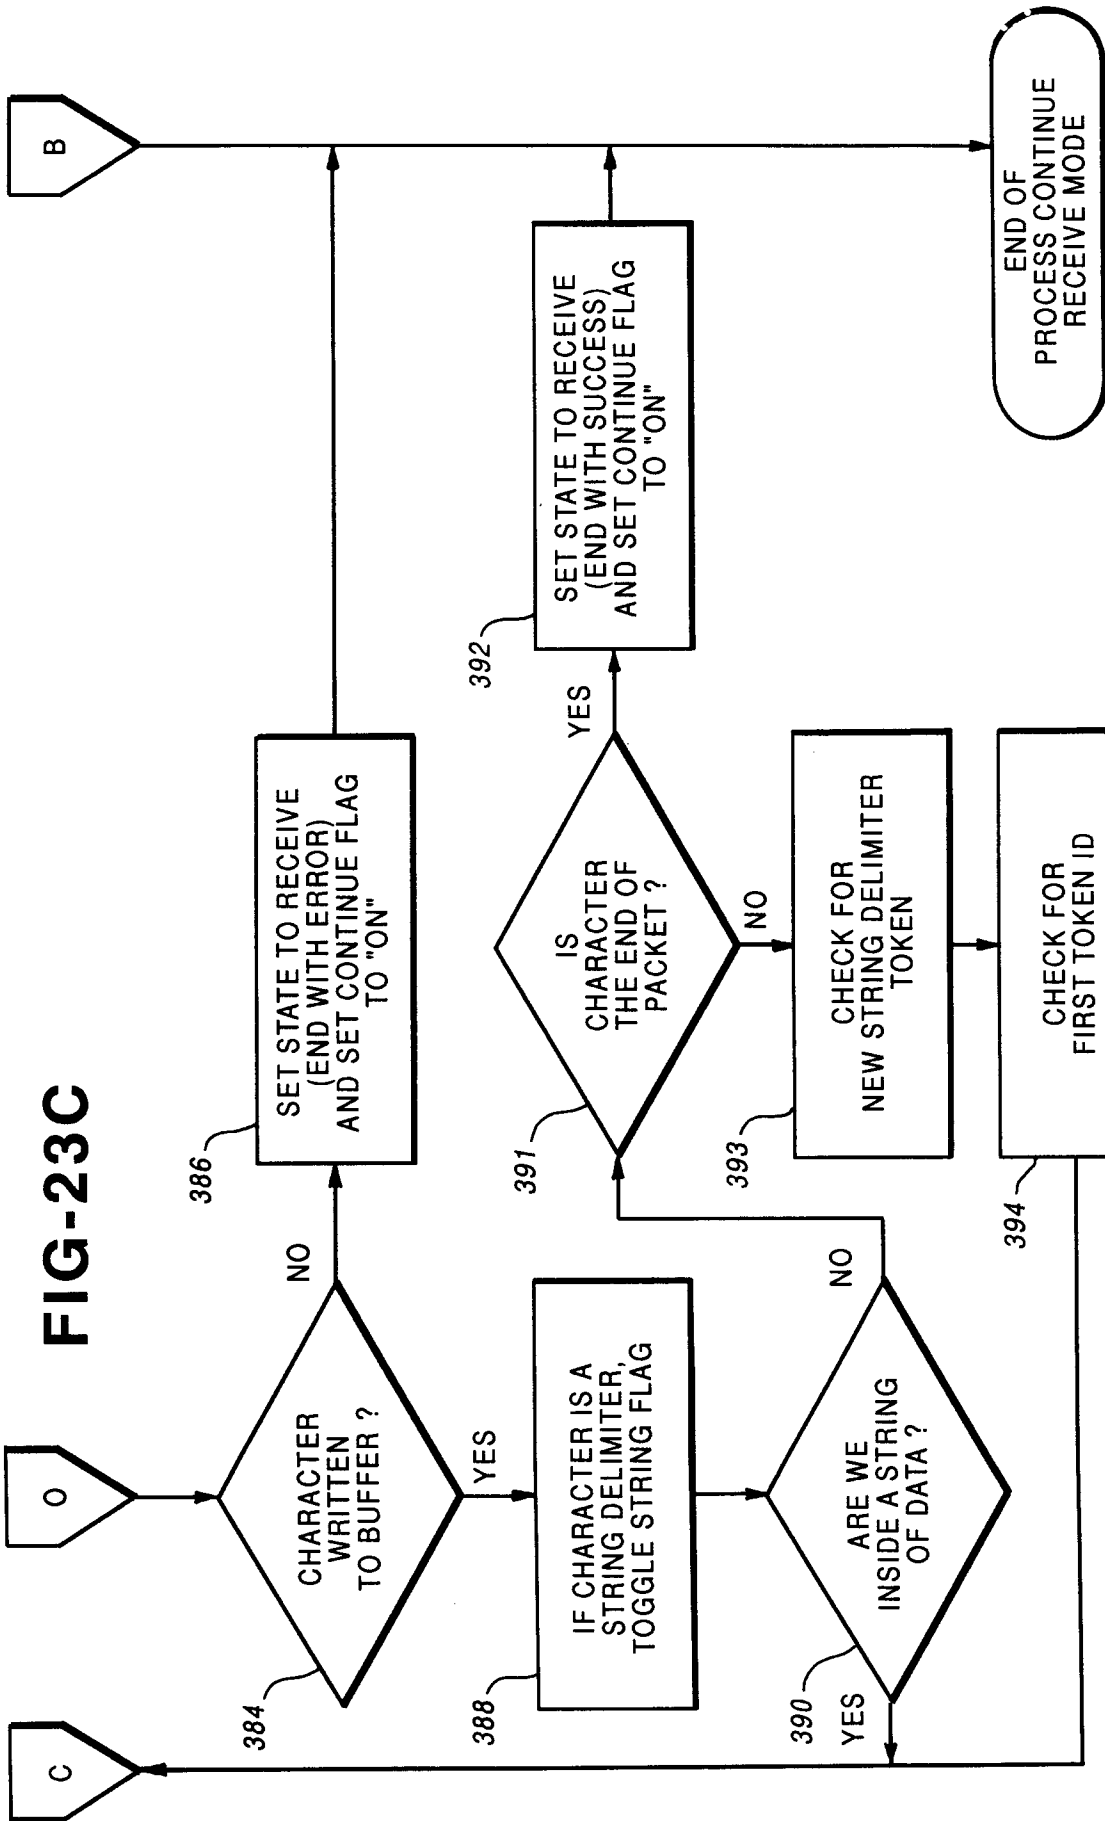 FIG-23C
C
O
B
384
CHARACTER
WRITTEN
TO BUFFER ?
NO
YES
386
SET STATE TO RECEIVE
(END WITH ERROR)
AND SET CONTINUE FLAG
TO "ON"
388
IF CHARACTER IS A
STRING DELIMITER,
TOGGLE STRING FLAG
390
ARE WE
INSIDE A STRING
OF DATA ?
YES
NO
391
IS
CHARACTER
THE END OF
PACKET ?
YES
NO
392
SET STATE TO RECEIVE
(END WITH SUCCESS)
AND SET CONTINUE FLAG
TO "ON"
393
CHECK FOR
NEW STRING DELIMITER
TOKEN
394
CHECK FOR
FIRST TOKEN ID
END OF
PROCESS CONTINUE
RECEIVE MODE